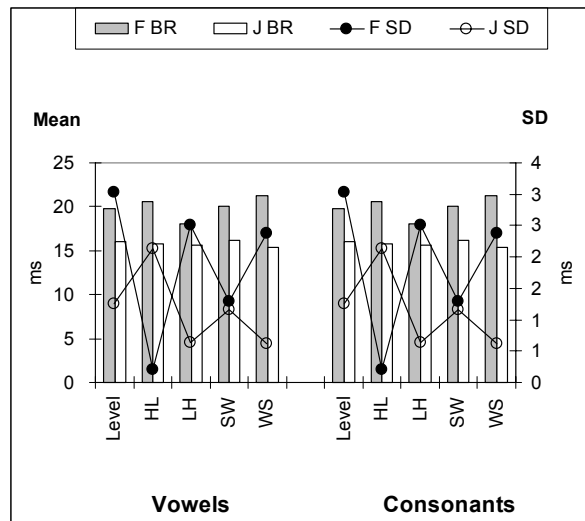 F BR J BR F SD J SD
Mean SD
25 4
20 3
15 3
10 2
5 2
0 1
1
0
ms ms
Level HL LH SW WS Level HL LH SW WS
Vowels Consonants